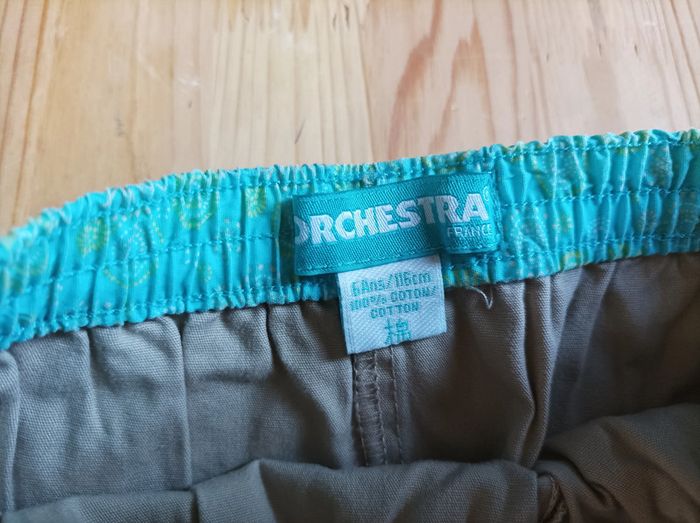 ORCHESTRA
FRANCE
6Ans/116cm
100% COTON/
COTTON
棉